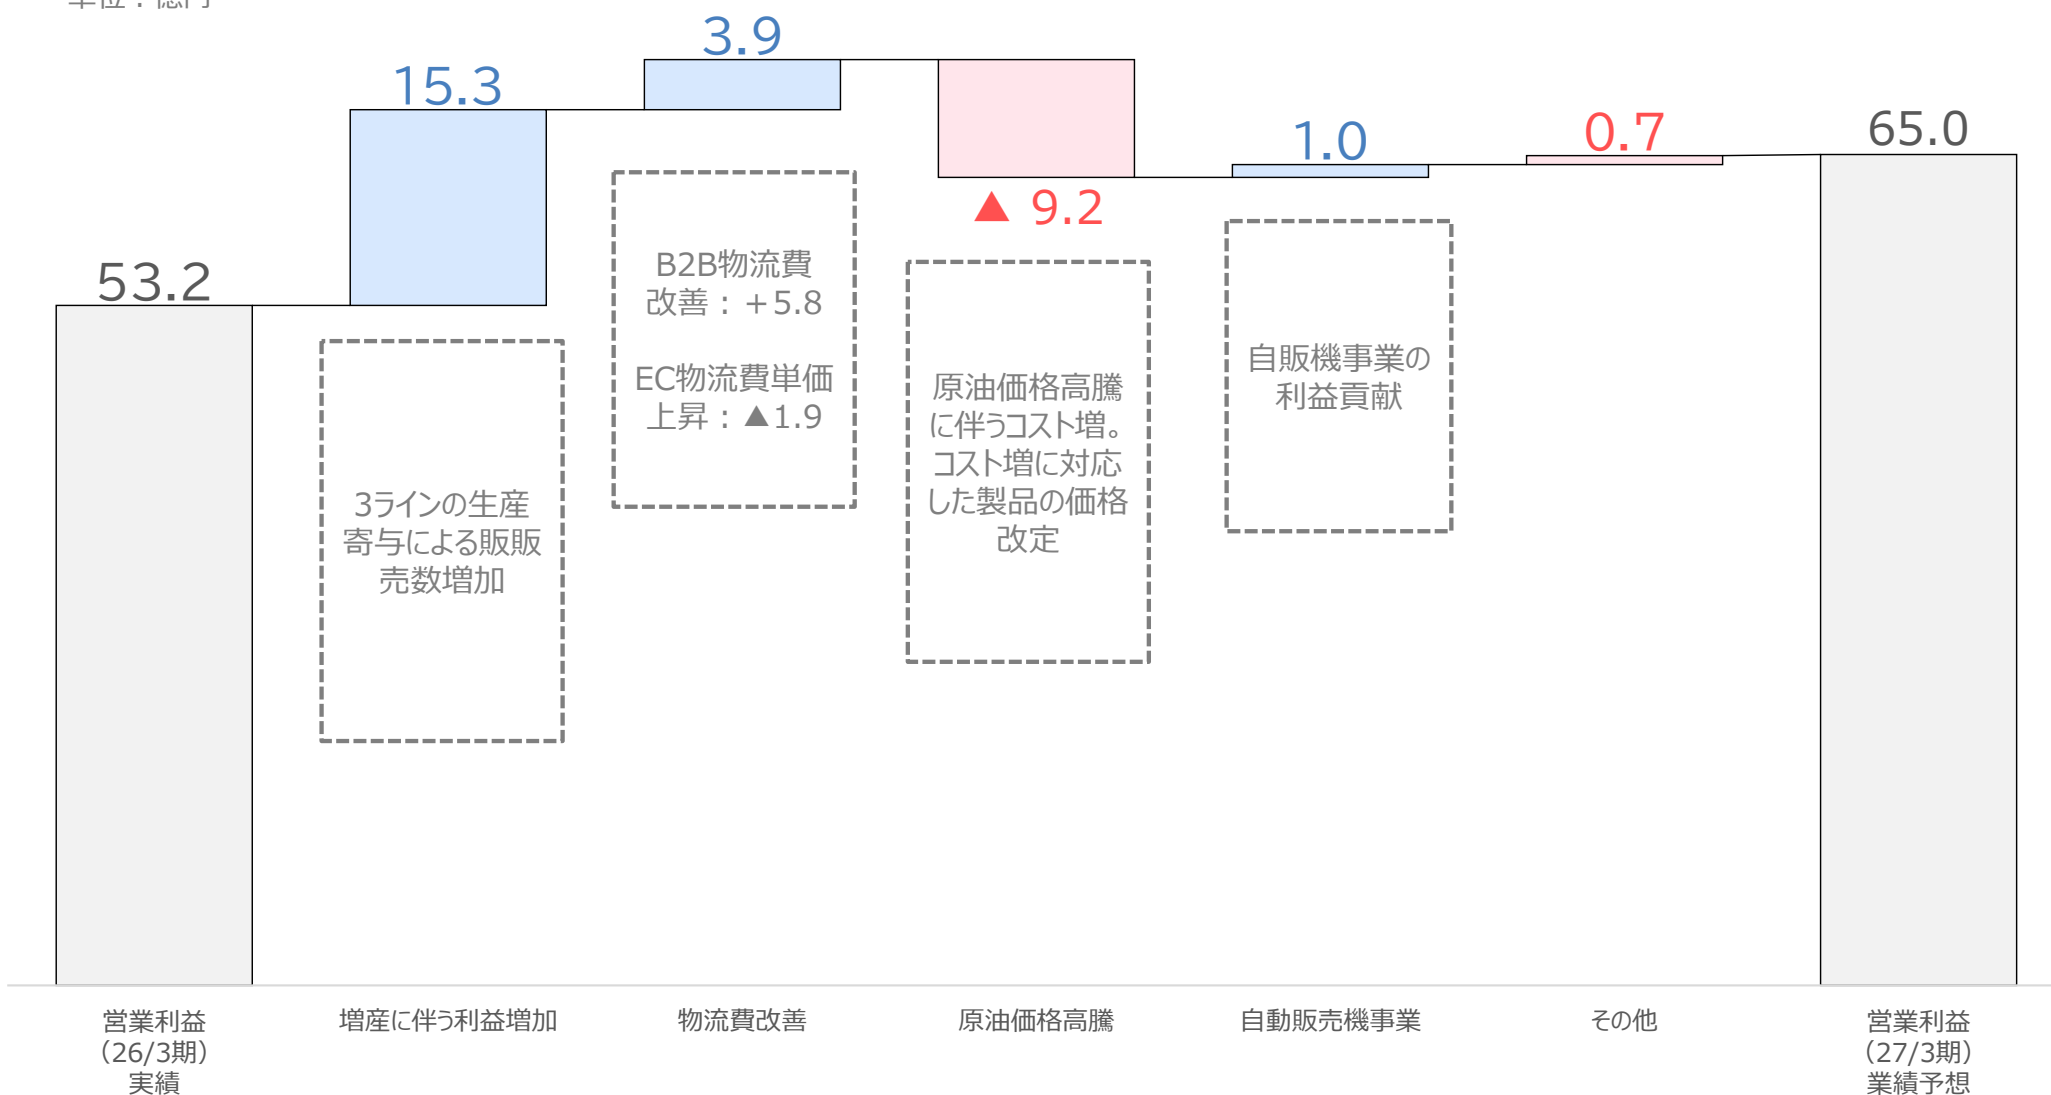 単位：億円
3.9
15.3
1.0
0.7
65.0
▲ 9.2
53.2
B2B物流費
改善：＋5.8
EC物流費単価
上昇：▲1.9
自販機事業の
利益貢献
原油価格高騰
に伴うコスト増。
コスト増に対応
した製品の価格
改定
3ラインの生産
寄与による販販
売数増加
営業利益
（26/3期）
実績
増産に伴う利益増加
物流費改善
原油価格高騰
自動販売機事業
その他
営業利益
（27/3期）
業績予想